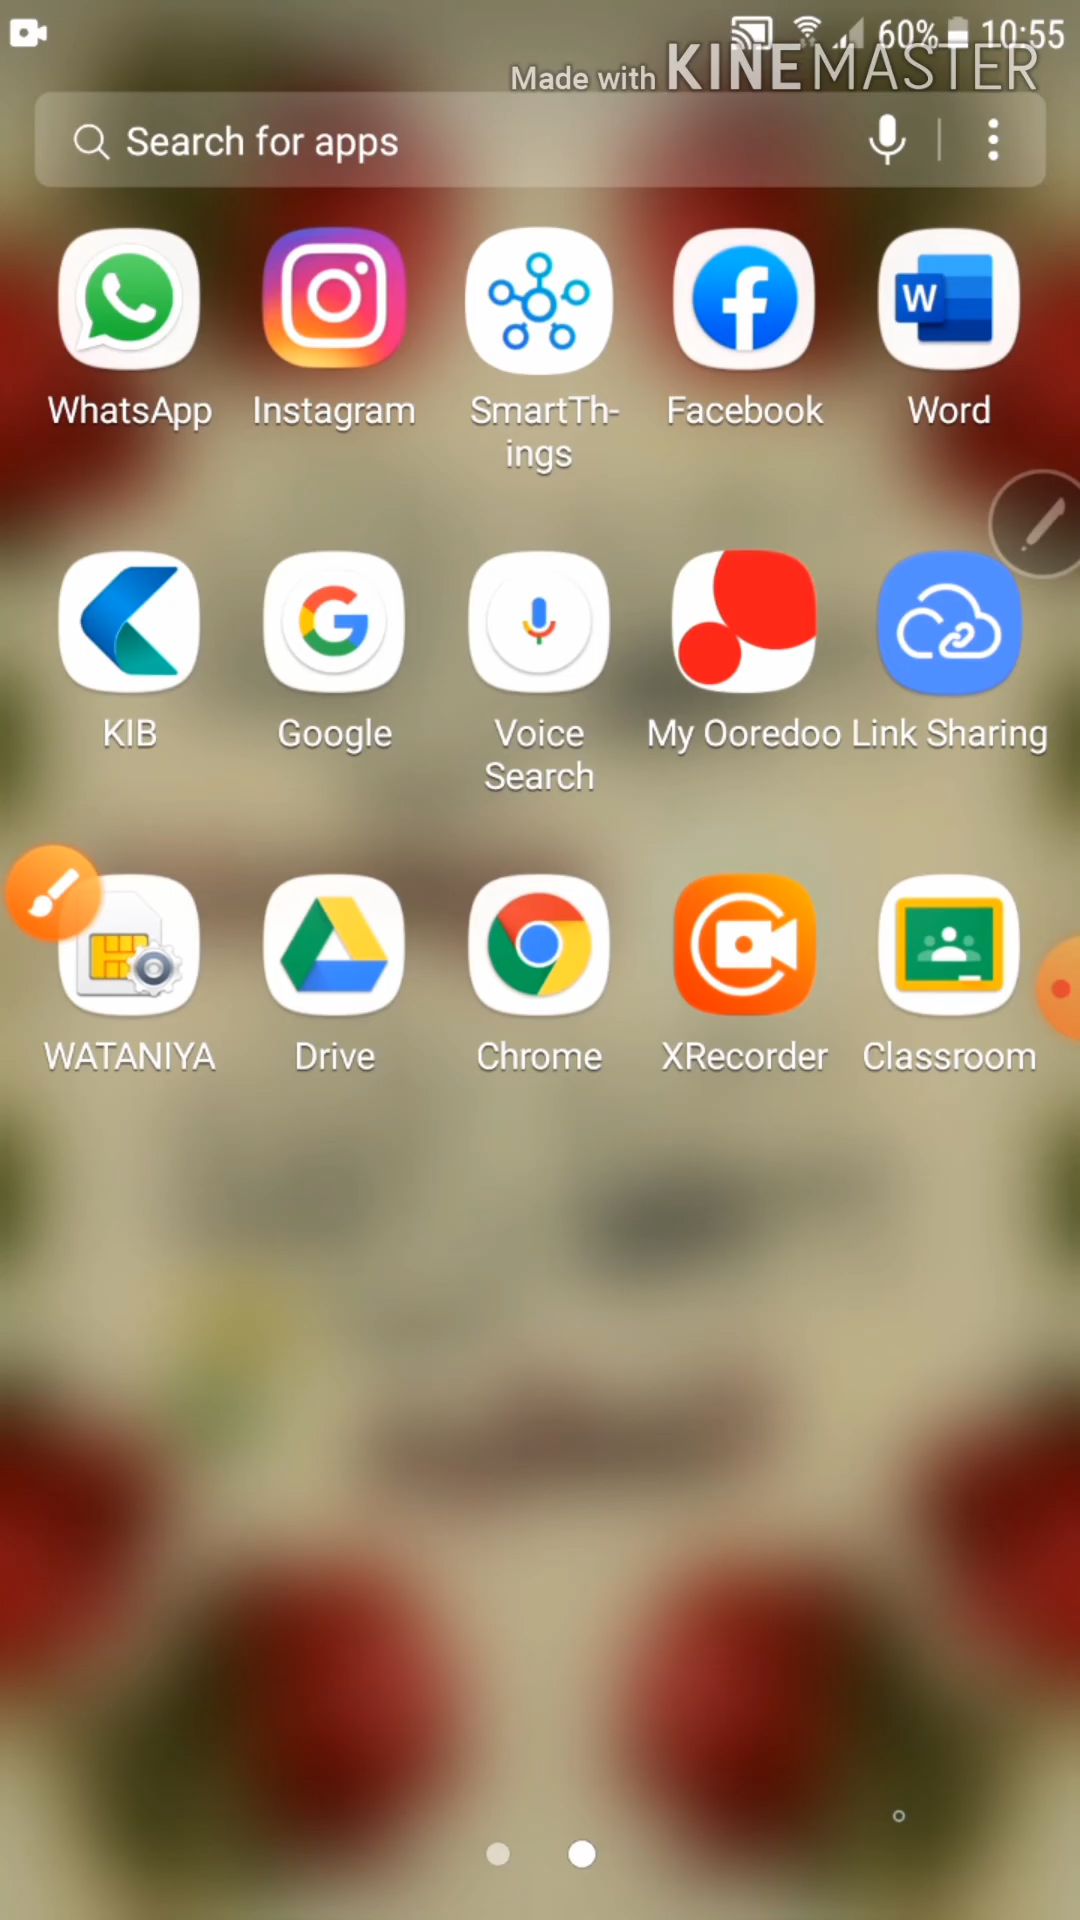 60% 10:55
Made with KINEMASTER
Search for apps
WhatsApp Instagram SmartTh-
ings Facebook Word
W
KIB Google Voice
Search My Ooredoo Link Sharing
WATANIYA Drive Chrome XRecorder Classroom